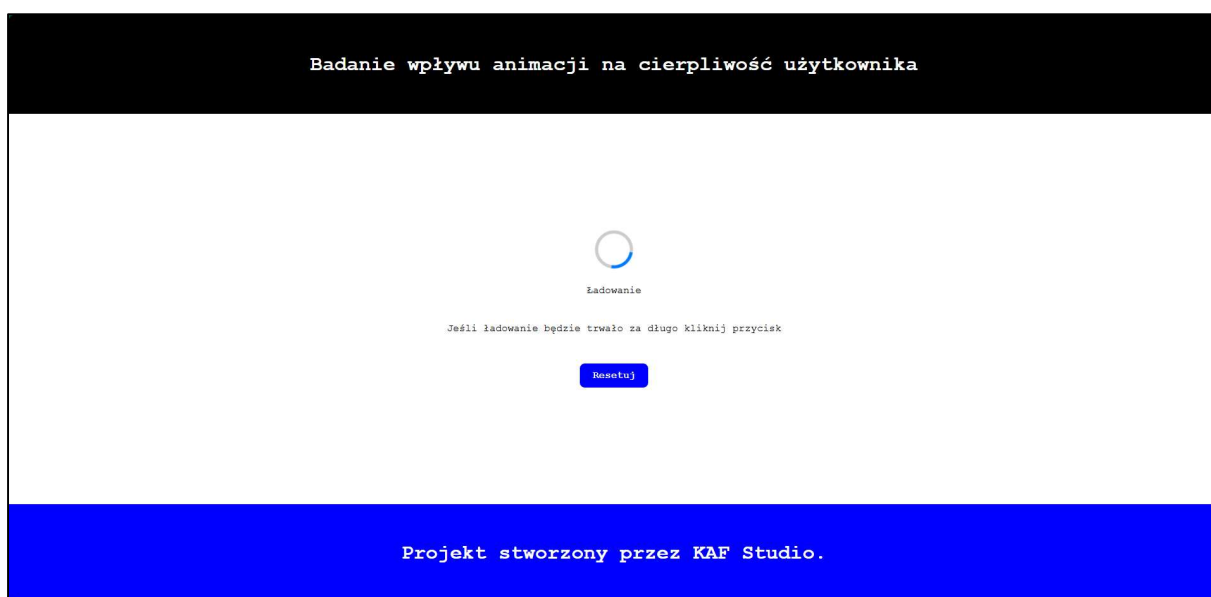 Badanie wpływu animacji na cierpliwość użytkownika
Ładowanie
Jeśli ładowanie będzie trwało za długo kliknij przycisk
Resetuj
Projekt stworzony przez KAF Studio.